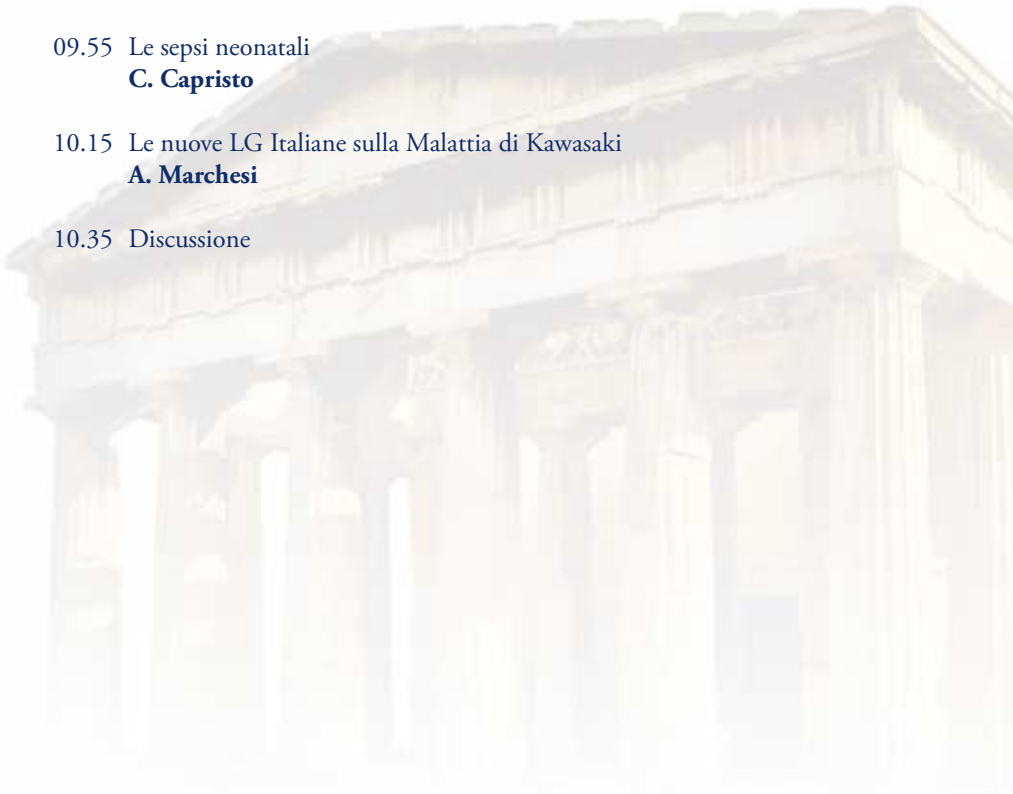 09.55 Le sepsi neonatali
C. Capristo
10.15 Le nuove LG Italiane sulla Malattia di Kawasaki
A. Marchesi
10.35 Discussione